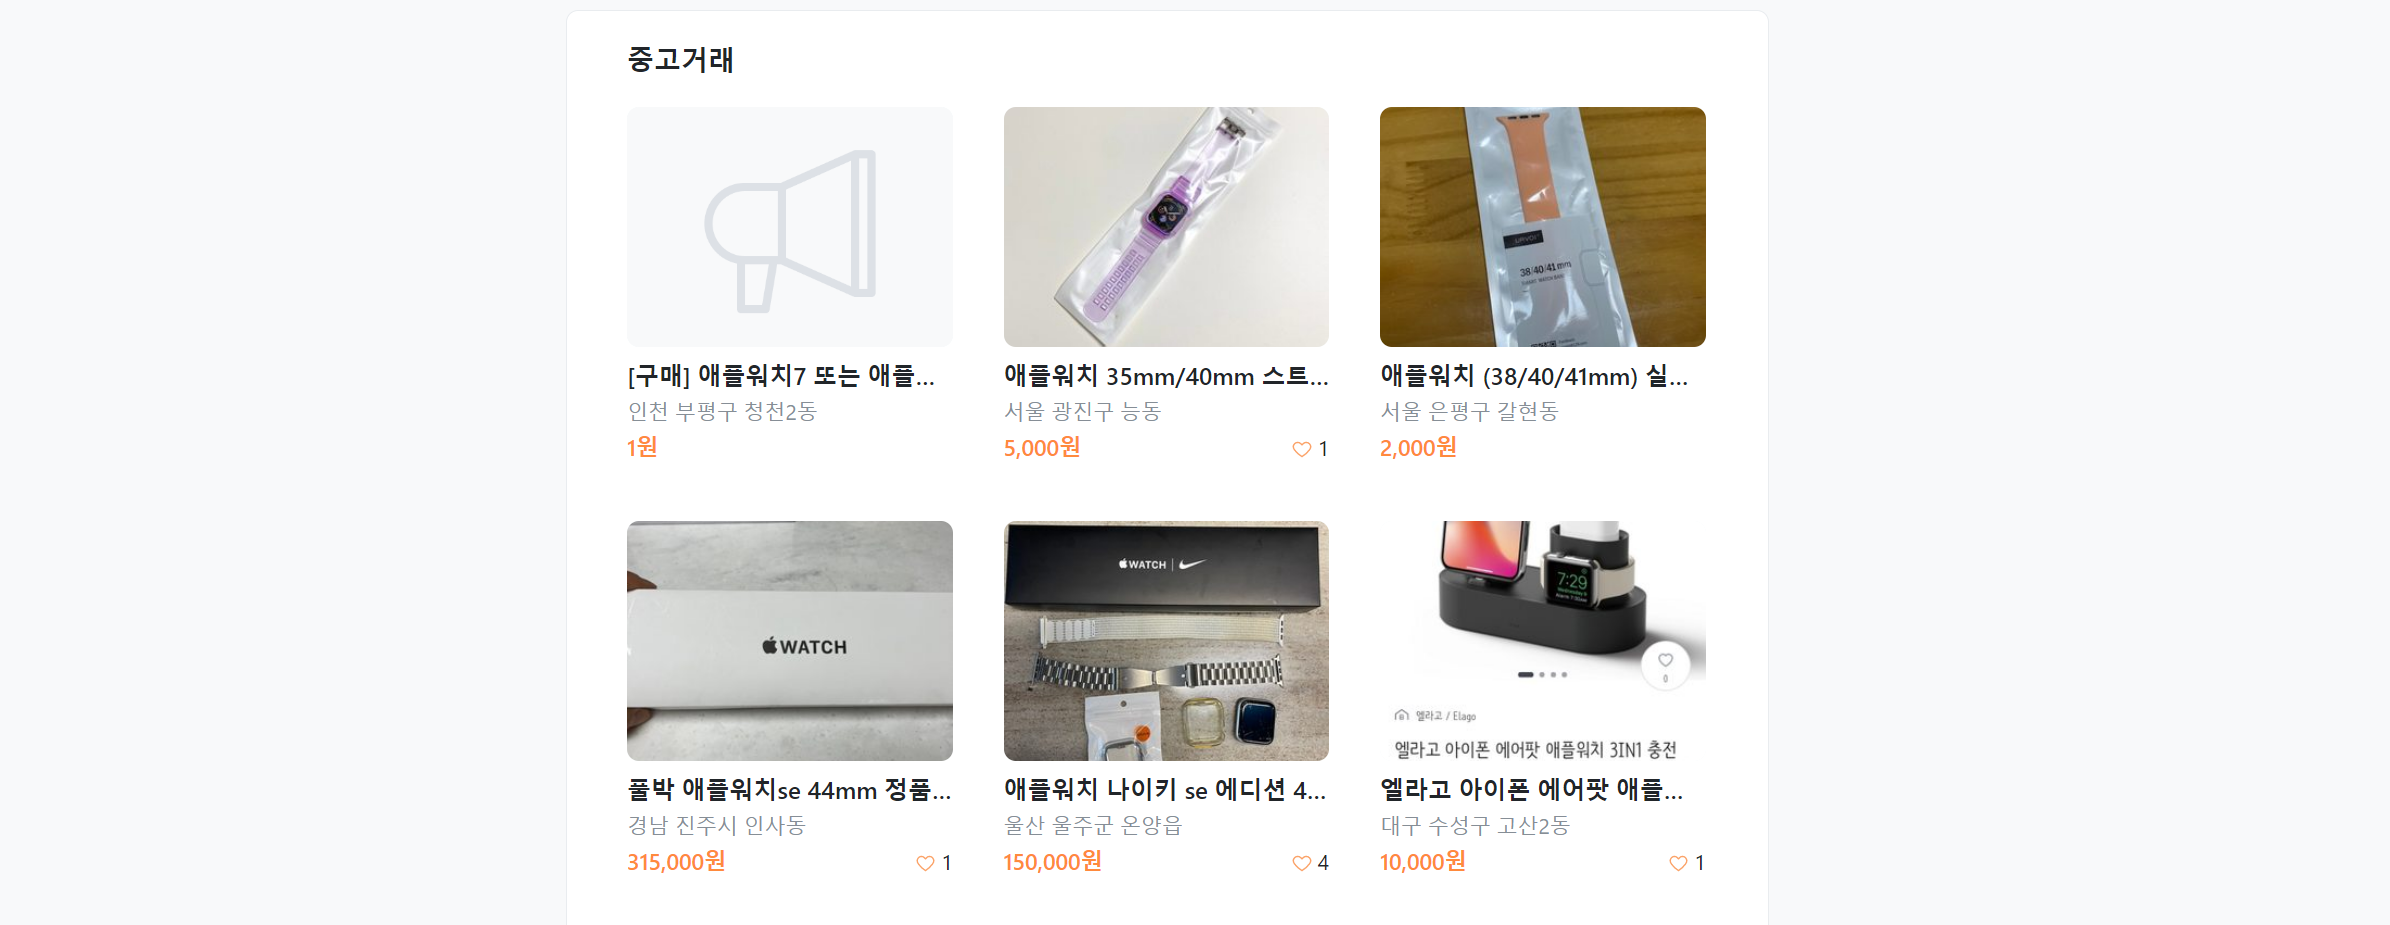 중고거래
38/40/41mm
[구매] 애플워치7 또는 애플...
인천 부평구 청천2동
1원
애플워치 35mm/40mm 스트...
서울 광진구 능동
5,000원
1
애플워치 (38/40/41mm) 실...
서울 은평구 갈현동
2,000원
WATCH
WATCH
7:29
0
엘라고 / Elago
엘라고 아이폰 에어팟 애플워치 3IN1 충전
풀박 애플워치se 44mm 정품...
경남 진주시 인사동
315,000원
1
애플워치 나이키 se 에디션 4...
울산 울주군 온양읍
150,000원
4
엘라고 아이폰 에어팟 애플...
대구 수성구 고산2동
10,000원
1